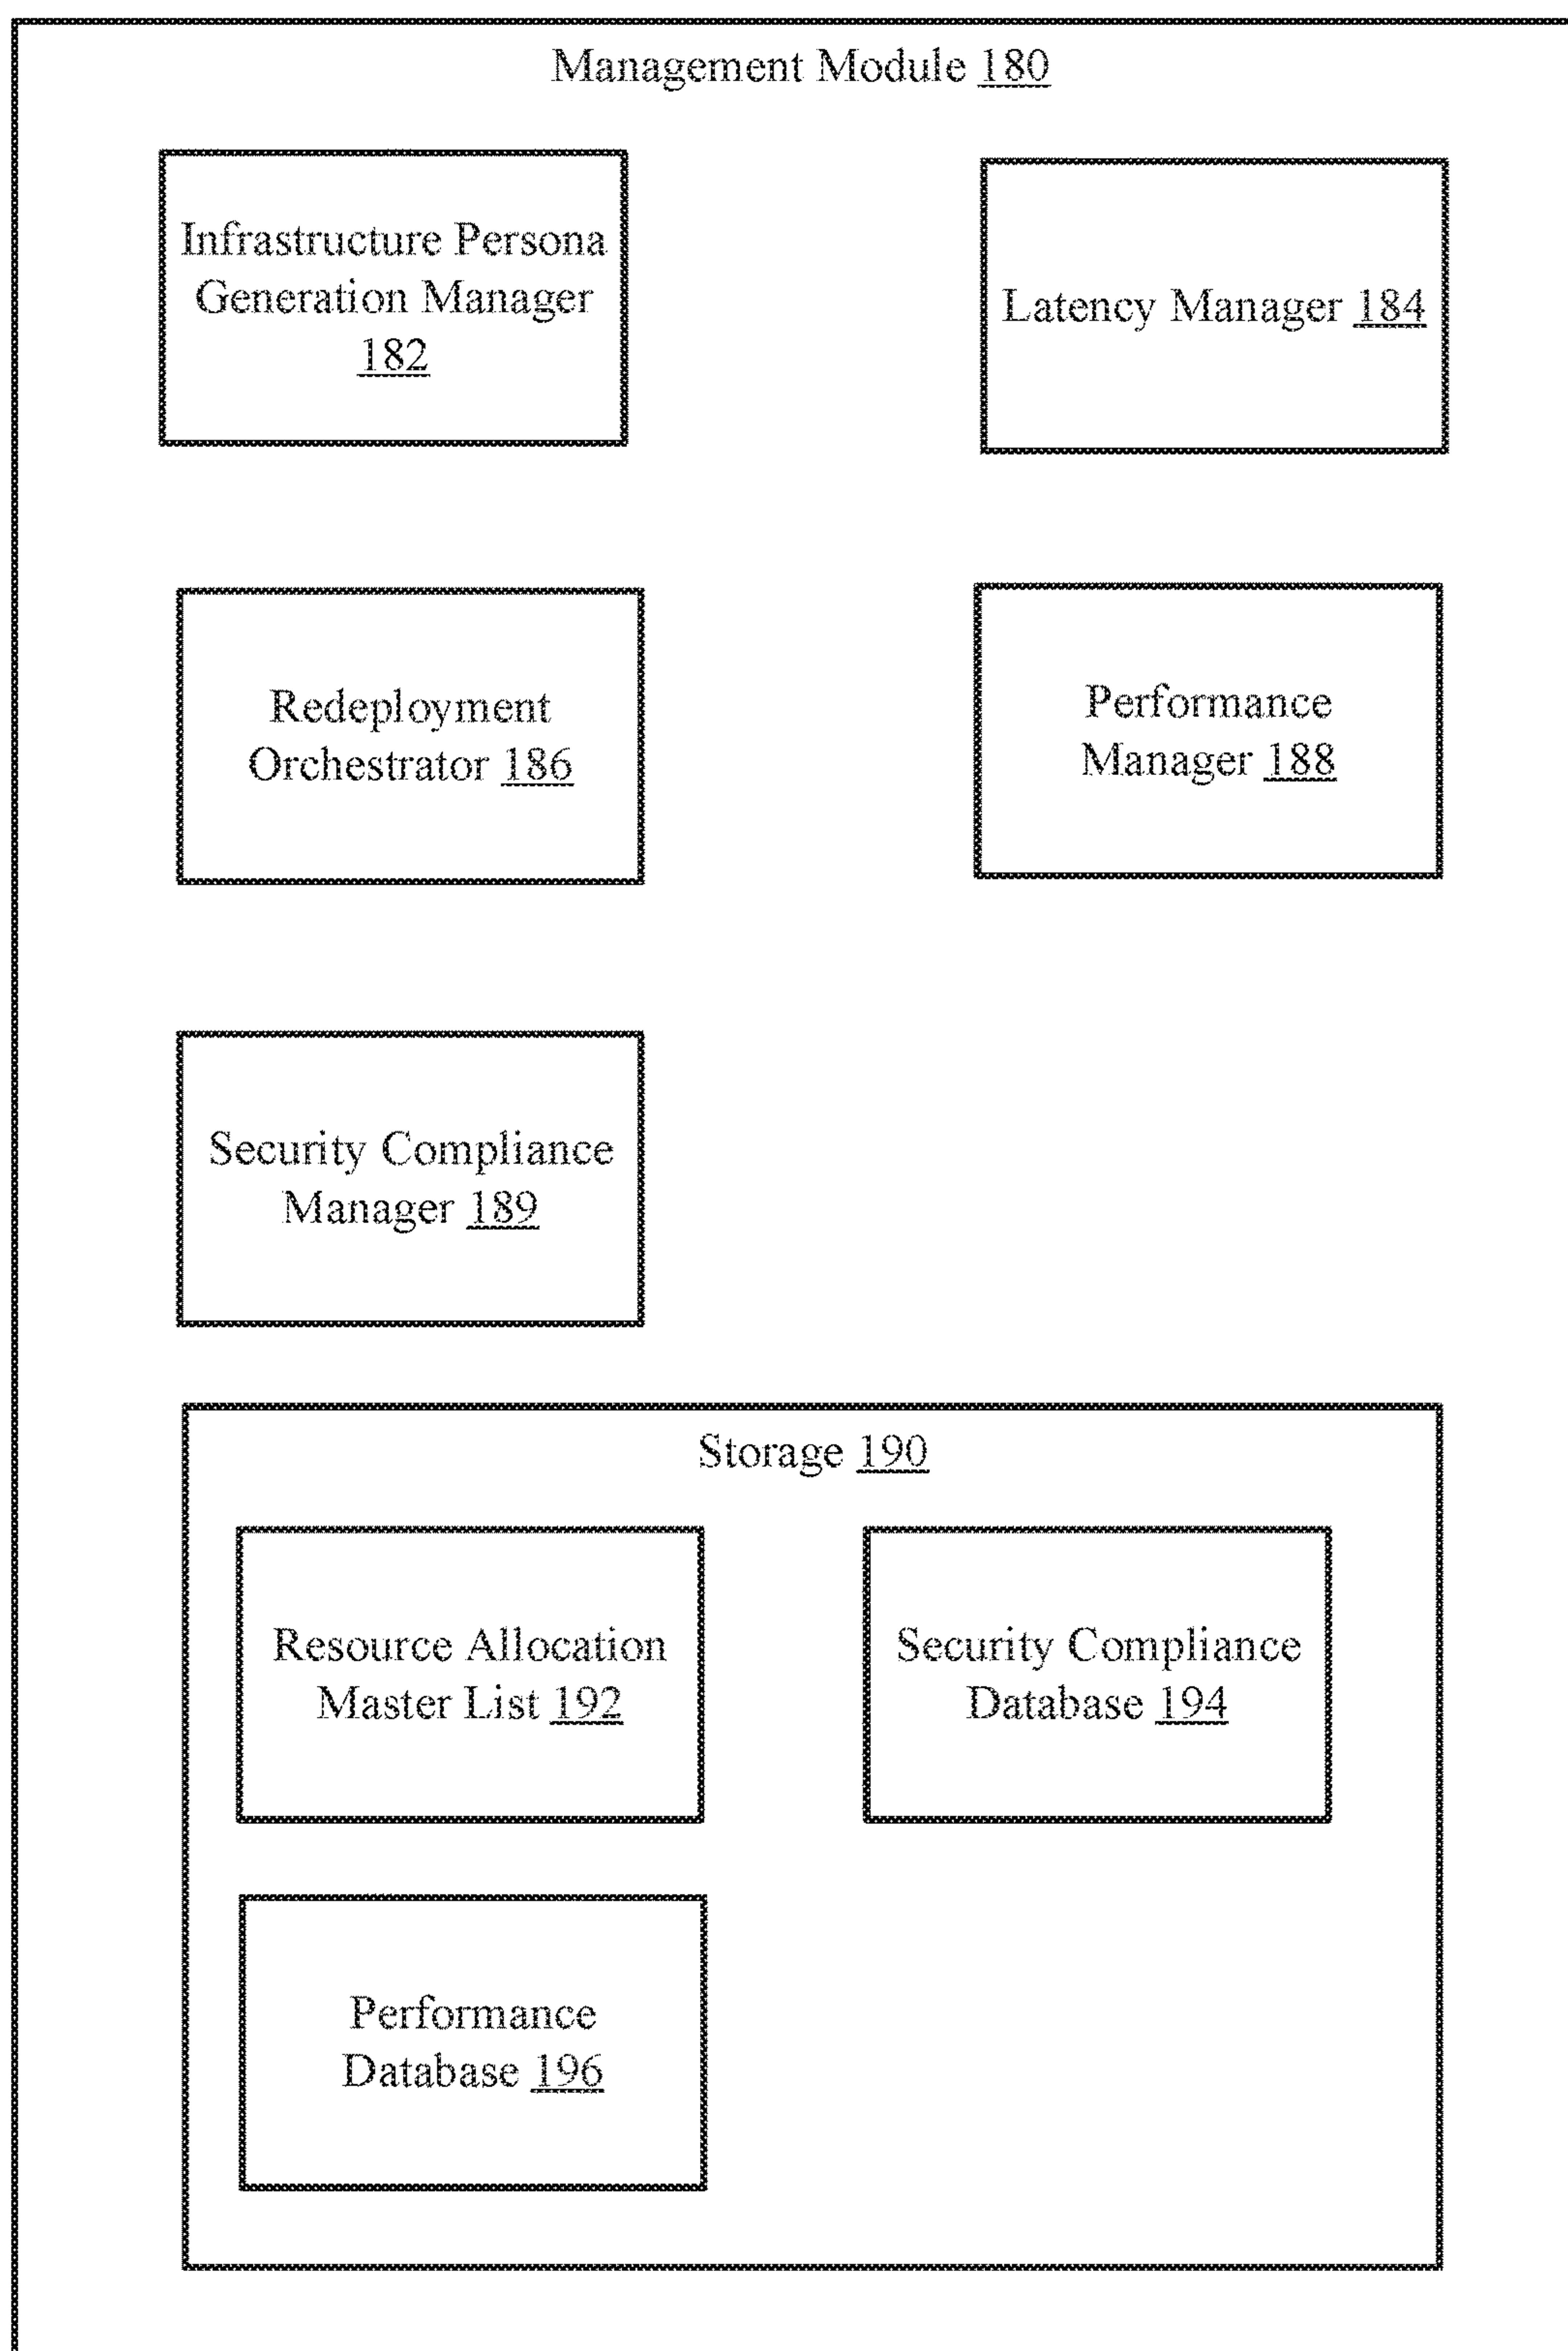 Management Module 180
Infrastructure Persona
Generation Manager
182
Latency Manager 184
Redeployment
Orchestrator 186
Performance
Manager 188
Security Compliance
Manager 189
Storage 190
Resource Allocation
Master List 192
Security Compliance
Database 194
Performance
Database 196